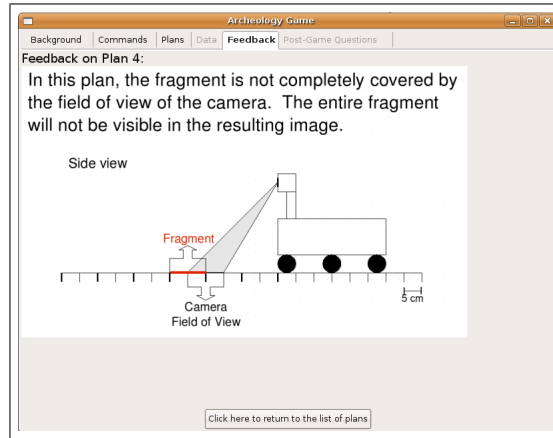 Archeology Game
Background Commands Plans Data Feedback Post-Game Questions
Feedback on Plan 4:
In this plan, the fragment is not completely covered by
the field of view of the camera. The entire fragment
will not be visible in the resulting image.
Side view
Fragment
5 cm
Camera
Field of View
Click here to return to the list of plans